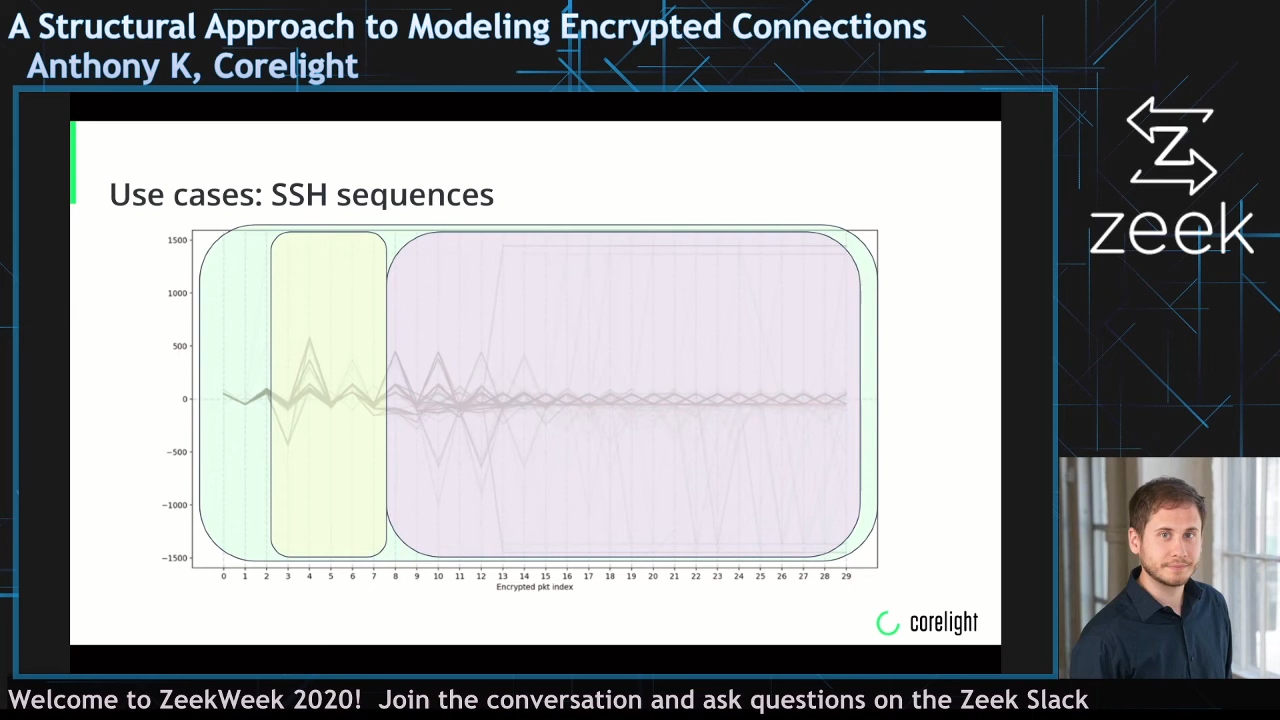 A Structural Approach to Modeling Encrypted Connections
Anthony K, Corelight
zeek
Use cases: SSH sequences
1500
1000
500
0
−500
−1000
−1500
0 1 2 3 4 5 6 7 8 9 10 11 12 13 14 15 16 17 18 19 20 21 22 23 24 25 26 27 28 29
Encrypted pkt index
corelight
Welcome to ZeekWeek 2020! Join the conversation and ask questions on the Zeek Slack